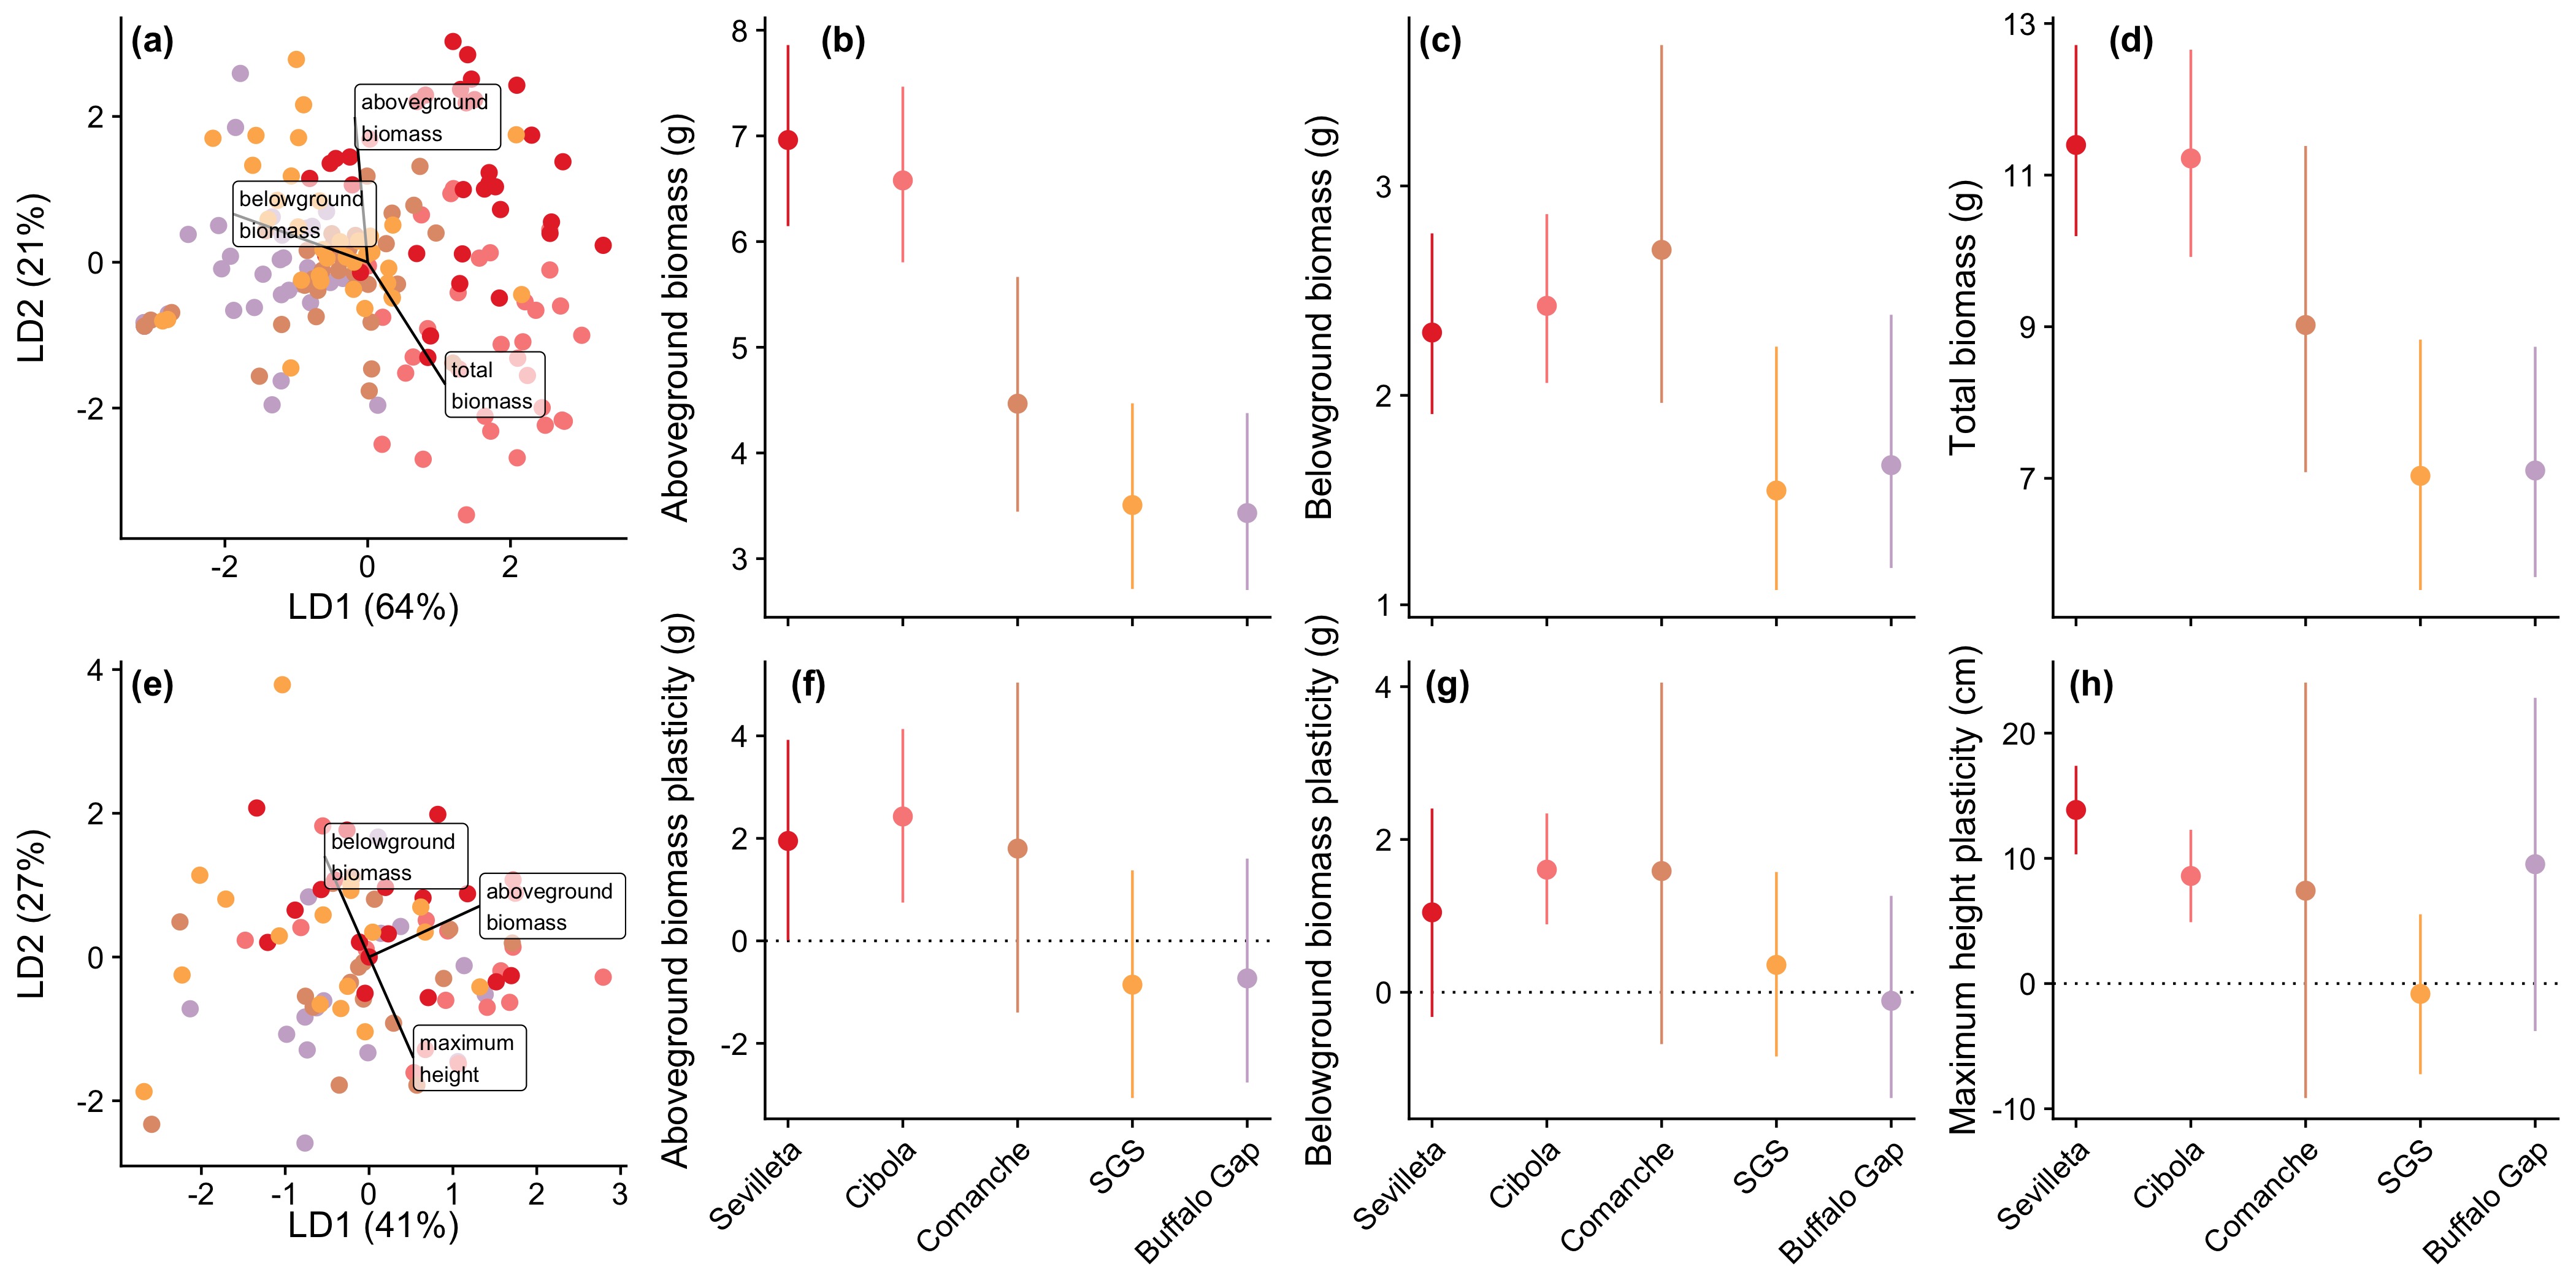 (a)
LD2 (21%)
2
0
-2
aboveground
biomass
belowground
biomass
total
biomass
-2
0
2
LD1 (64%)
(b)
Aboveground biomass (g)
8
7
6
5
4
3
(c)
Belowground biomass (g)
3
2
1
(d)
Total biomass (g)
13
11
9
7
(e)
LD2 (27%)
4
2
0
-2
belowground
biomass
aboveground
biomass
maximum
height
-2
-1
0
1
2
3
LD1 (41%)
(f)
Aboveground biomass plasticity (g)
4
2
0
-2
Sevilleta
Cibola
Comanche
SGS
Buffalo Gap
(g)
Belowground biomass plasticity (g)
4
2
0
Sevilleta
Cibola
Comanche
SGS
Buffalo Gap
(h)
Maximum height plasticity (cm)
20
10
0
-10
Sevilleta
Cibola
Comanche
SGS
Buffalo Gap